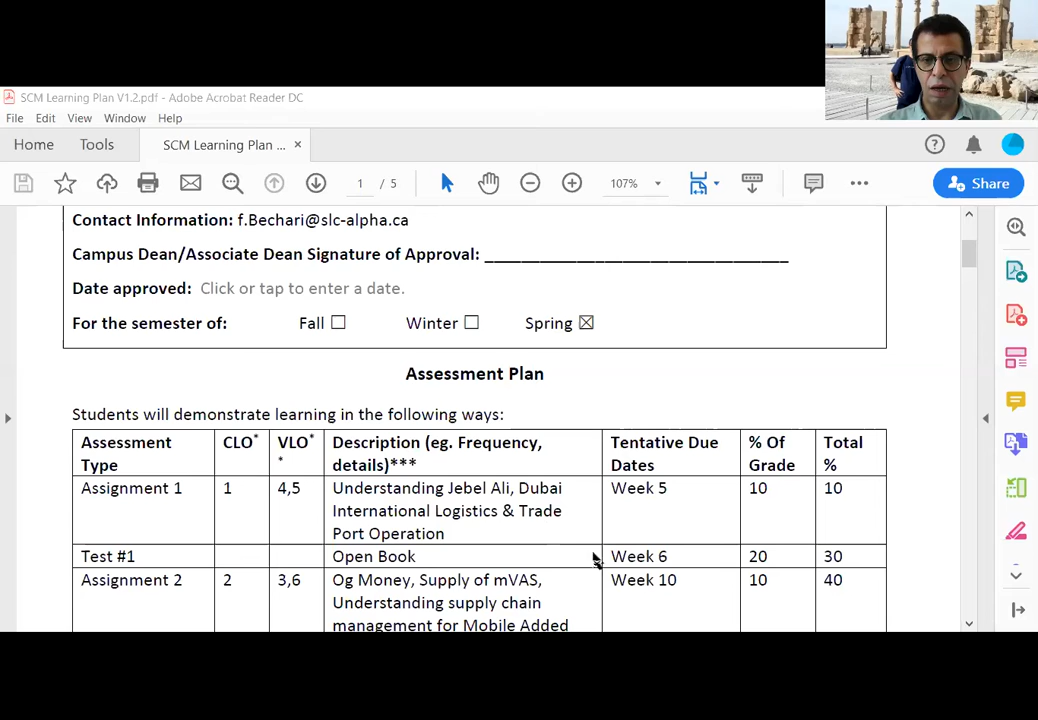 SCM Learning Plan V1.2.pdf - Adobe Acrobat Reader DC
File Edit View Window Help
Home Tools SCM Learning Plan ... ×
1 / 5 107% Share
Contact Information: f.Bechari@slc-alpha.ca
Campus Dean/Associate Dean Signature of Approval: ___________________________________
Date approved: Click or tap to enter a date.
For the semester of: Fall ☐ Winter ☐ Spring ☒
Assessment Plan
Students will demonstrate learning in the following ways:
Assessment Type CLO* VLO** Description (eg. Frequency, details)*** Tentative Due Dates % Of Grade Total %
Assignment 1 1 4,5 Understanding Jebel Ali, Dubai Week 5 10 10
International Logistics & Trade
Port Operation
Test #1 Open Book Week 6 20 30
Assignment 2 2 3,6 Og Money, Supply of mVAS, Week 10 10 40
Understanding supply chain
management for Mobile Added